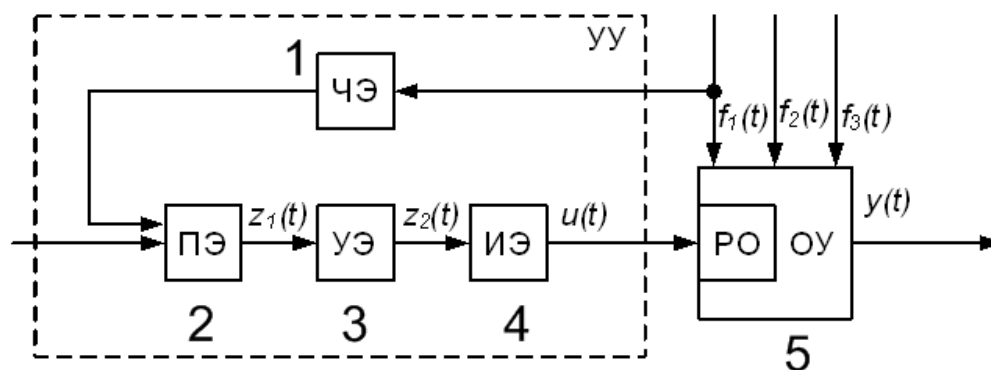 УУ
1
ЧЭ
f₁(t)
f₂(t)
f₃(t)
ПЭ
z₁(t)
УЭ
z₂(t)
ИЭ
u(t)
РО
ОУ
y(t)
2
3
4
5